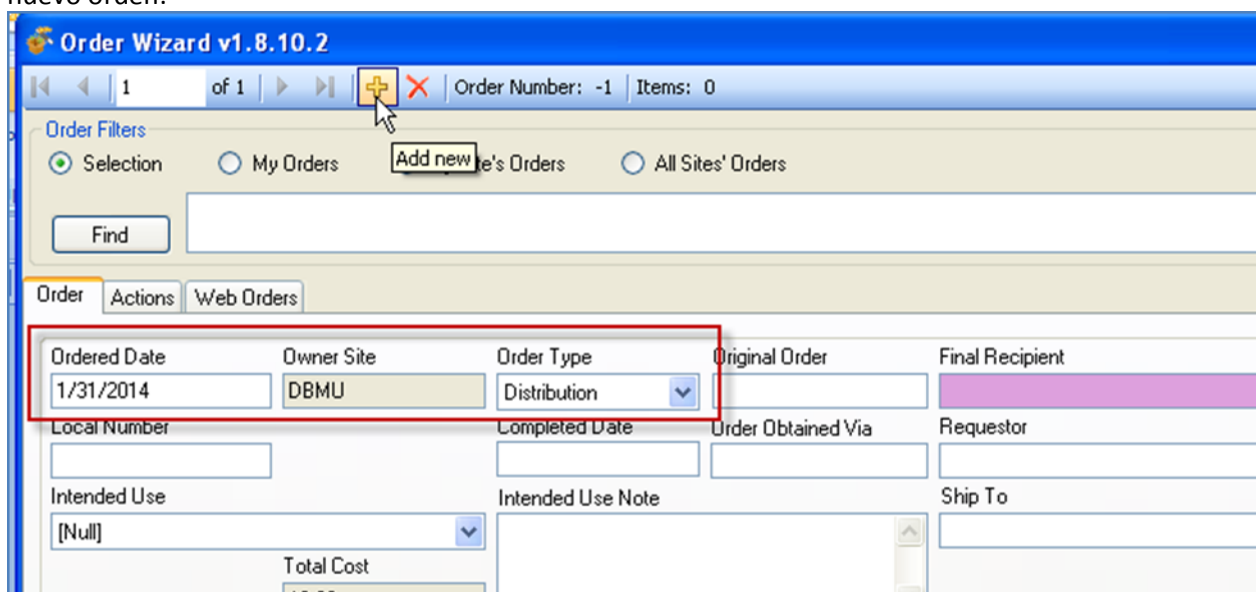 nuevo orden.
Order Wizard v1.8.10.2
1 of 1 Order Number: -1 Items: 0
Order Filters
Selection My Orders Add new e's Orders All Sites' Orders
Find
Order Actions Web Orders
Ordered Date Owner Site Order Type Original Order Final Recipient
1/31/2014 DBMU Distribution
Local Number Completed Date Order Obtained Via Requestor
Intended Use Intended Use Note Ship To
[Null]
Total Cost